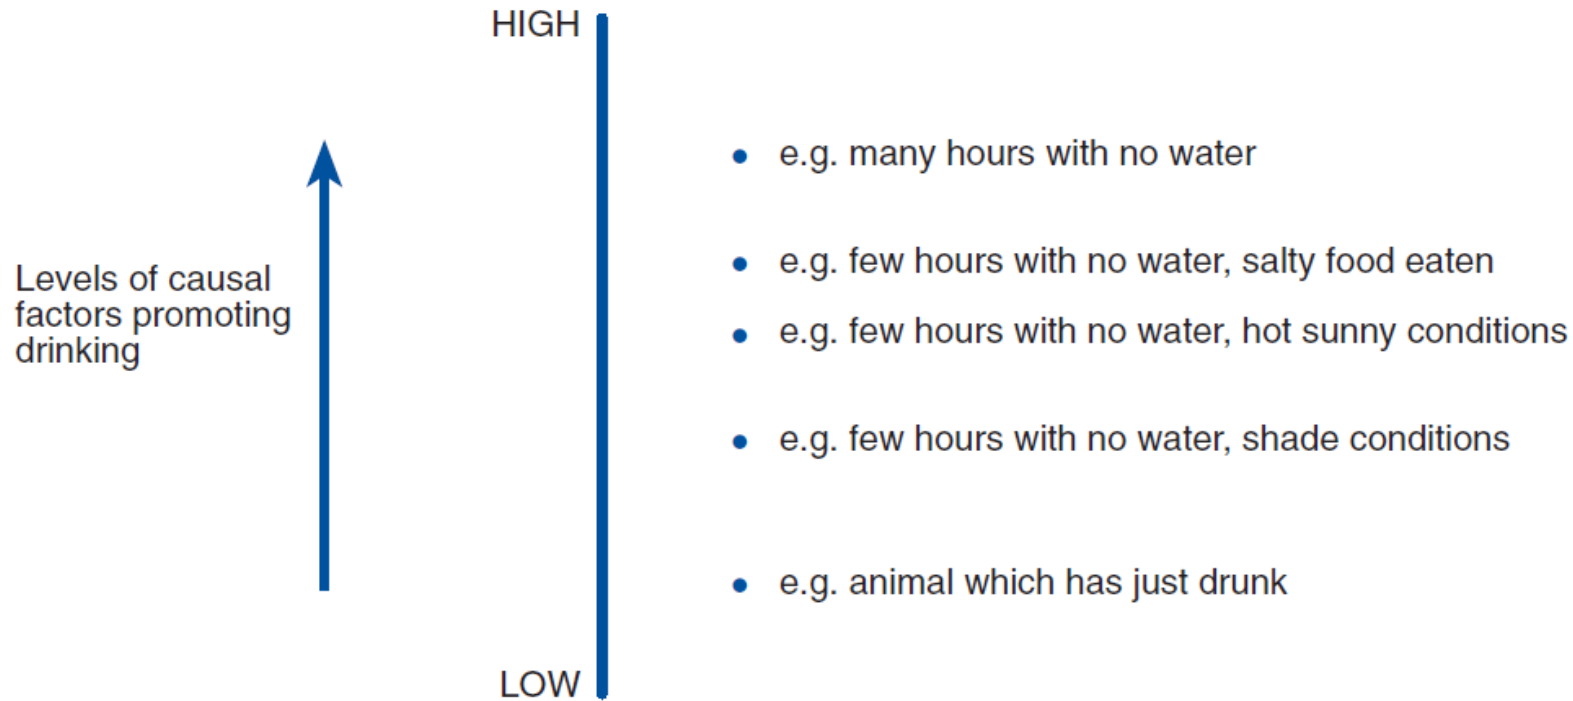 HIGH
• e.g. many hours with no water
• e.g. few hours with no water, salty food eaten
Levels of causal
factors promoting
drinking
• e.g. few hours with no water, hot sunny conditions
• e.g. few hours with no water, shade conditions
• e.g. animal which has just drunk
LOW